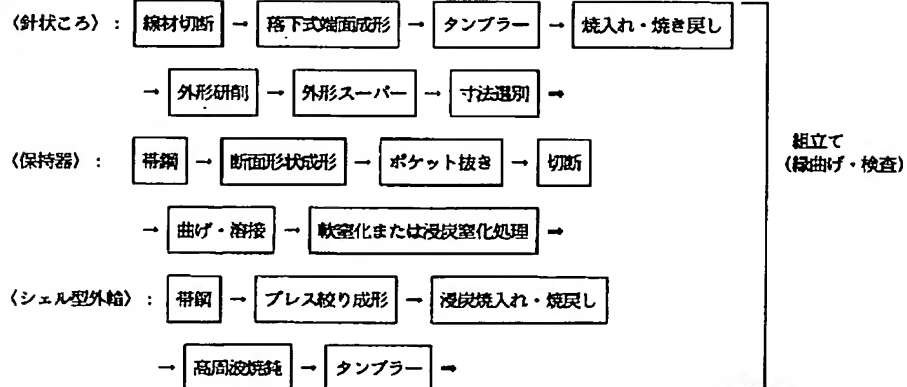 〈針状ころ〉: 線材切断 → 落下式端面成形 → タンブラー → 焼入れ・焼き戻し
→ 外形研削 → 外形スーパー → 寸法選別 ⇒
組立て
(縁曲げ・検査)
〈保持器〉: 帯鋼 → 断面形状成形 → ポケット抜き → 切断
→ 曲げ・溶接 → 軟窒化または浸炭窒化処理 ⇒
〈シェル型外輪〉: 帯鋼 → プレス絞り成形 → 浸炭焼入れ・焼戻し
→ 高周波焼鈍 → タンブラー ⇒